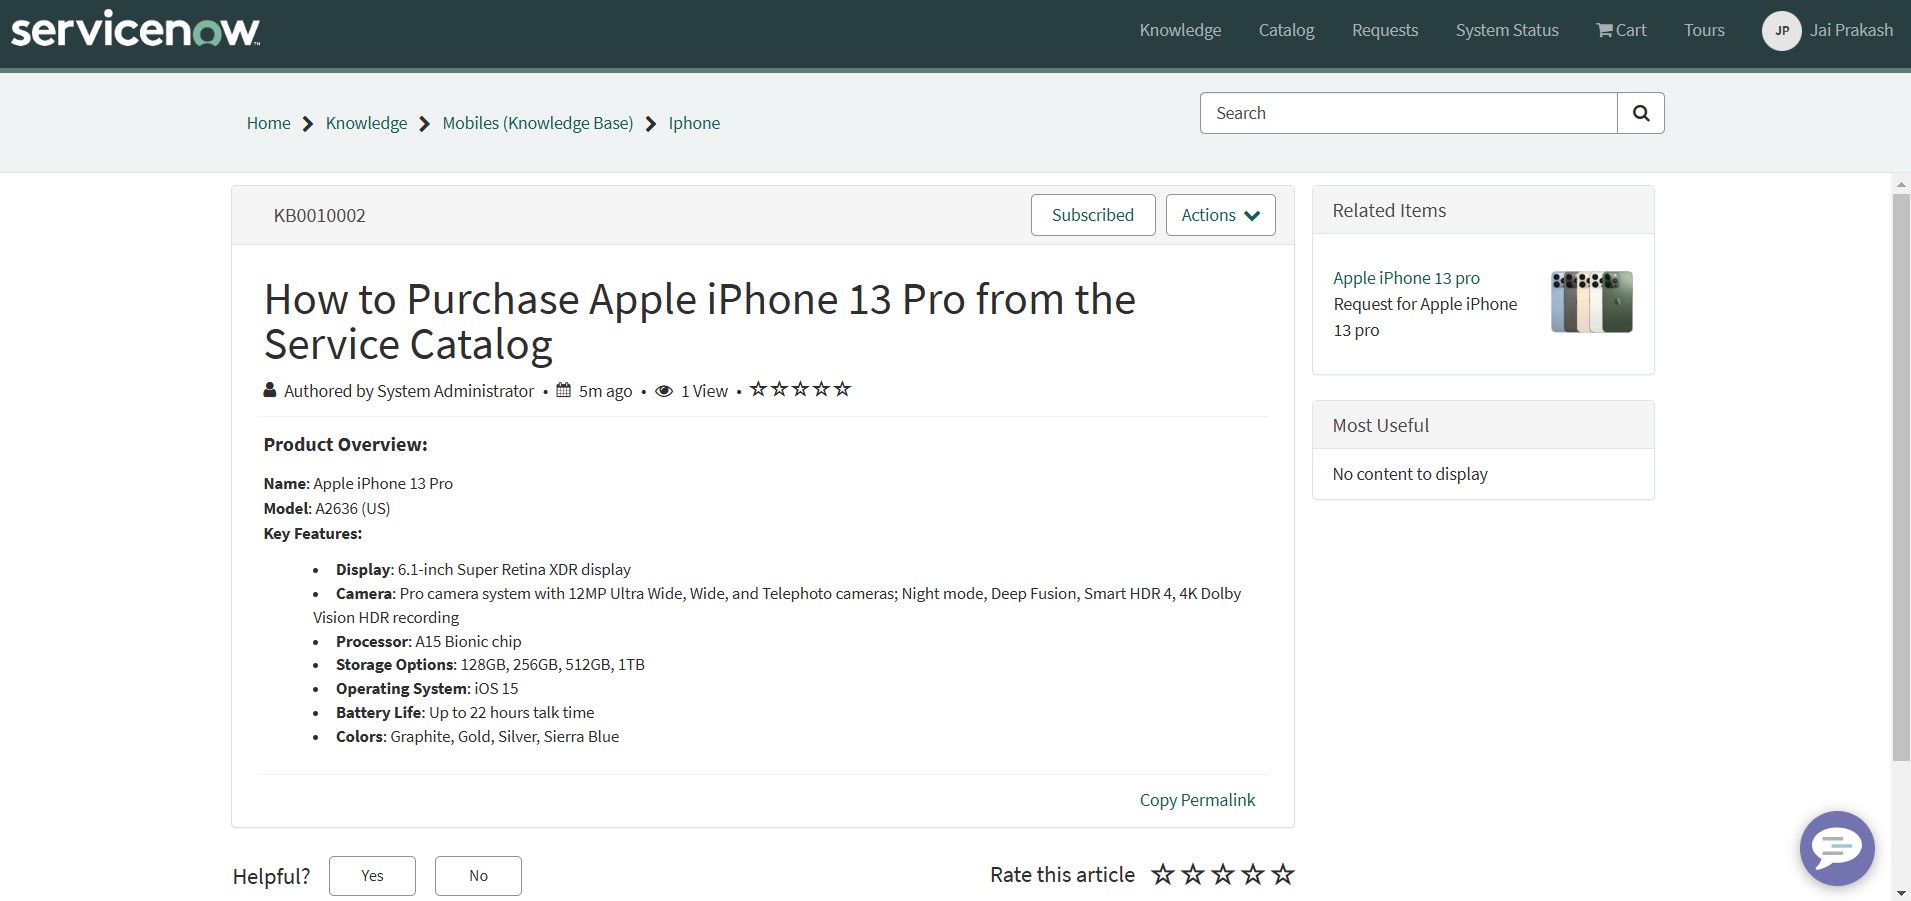 servicenow™
Knowledge
Catalog
Requests
System Status
Cart
Tours
JP
Jai Prakash
Home
Knowledge
Mobiles (Knowledge Base)
Iphone
Search
KB0010002
Subscribed
Actions
How to Purchase Apple iPhone 13 Pro from the
Service Catalog
Authored by System Administrator • 5m ago • 1 View •
Product Overview:
Name: Apple iPhone 13 Pro
Model: A2636 (US)
Key Features:
• Display: 6.1-inch Super Retina XDR display
• Camera: Pro camera system with 12MP Ultra Wide, Wide, and Telephoto cameras; Night mode, Deep Fusion, Smart HDR 4, 4K Dolby
Vision HDR recording
• Processor: A15 Bionic chip
• Storage Options: 128GB, 256GB, 512GB, 1TB
• Operating System: iOS 15
• Battery Life: Up to 22 hours talk time
• Colors: Graphite, Gold, Silver, Sierra Blue
Copy Permalink
Helpful?
Yes
No
Rate this article
Related Items
Apple iPhone 13 pro
Request for Apple iPhone
13 pro
Most Useful
No content to display